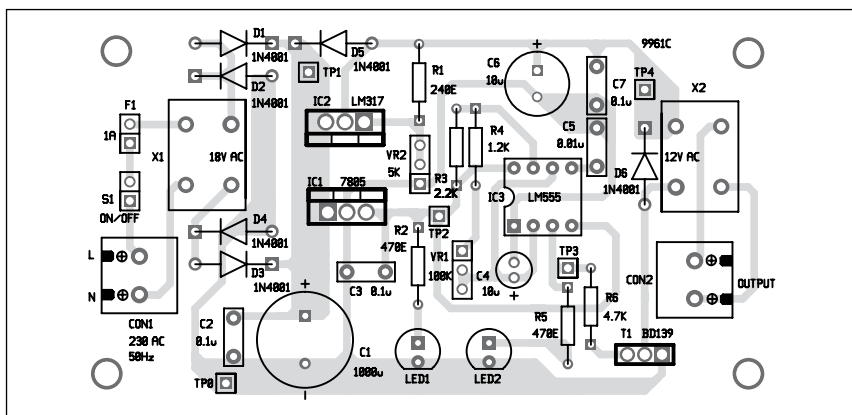 D1
1N4001
D5
1N4001
9961C
D2
1N4001
TP1
R1
240E
C6
10u
+
C7
0.1u
TP4
X2
F1
1A
X1
18V AC
IC2 LM317
VR2
5K
R3
2.2K
R4
1.2K
C5
0.01u
D6
1N4001
12V AC
S1
ON/OFF
IC1 7805
IC3
LM555
D4
1N4001
R2
470E
TP2
VR1
100K
L
N
D3
1N4001
C3 0.1u
C4
10u
+
TP3
CON2
OUTPUT
CON1
230 AC
50Hz
C2
0.1u
+
C1
1000u
R5
470E
R6
4.7K
T1 BD139
TP0
LED1
LED2